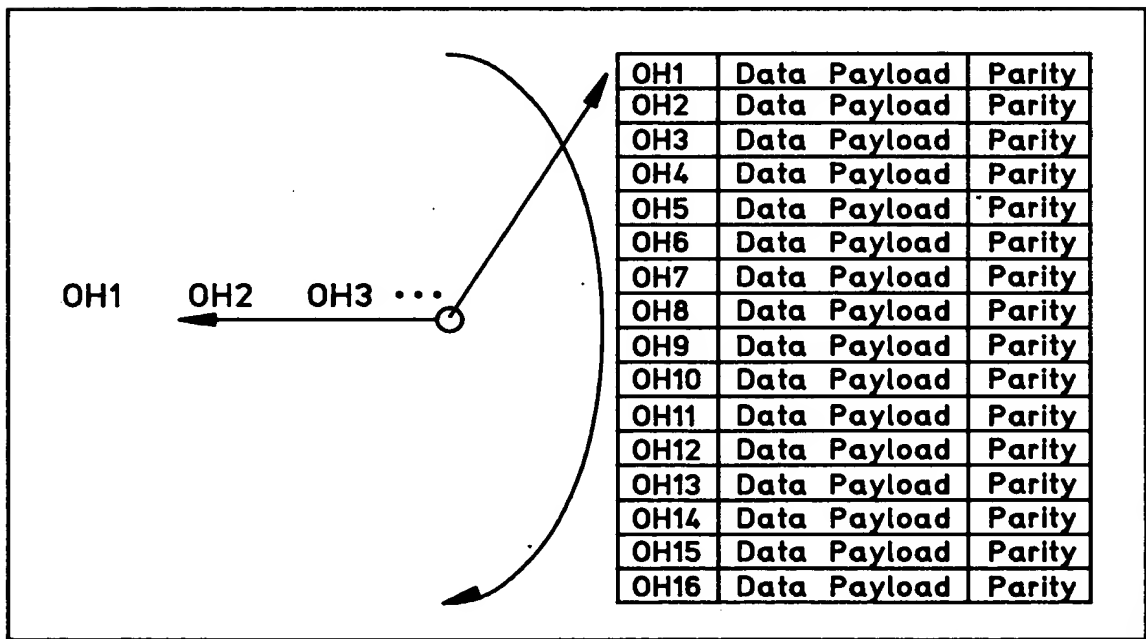 OH1 Data Payload Parity
OH2 Data Payload Parity
OH3 Data Payload Parity
OH4 Data Payload Parity
OH5 Data Payload Parity
OH6 Data Payload Parity
OH7 Data Payload Parity
OH1 OH2 OH3 ···
OH8 Data Payload Parity
OH9 Data Payload Parity
OH10 Data Payload Parity
OH11 Data Payload Parity
OH12 Data Payload Parity
OH13 Data Payload Parity
OH14 Data Payload Parity
OH15 Data Payload Parity
OH16 Data Payload Parity